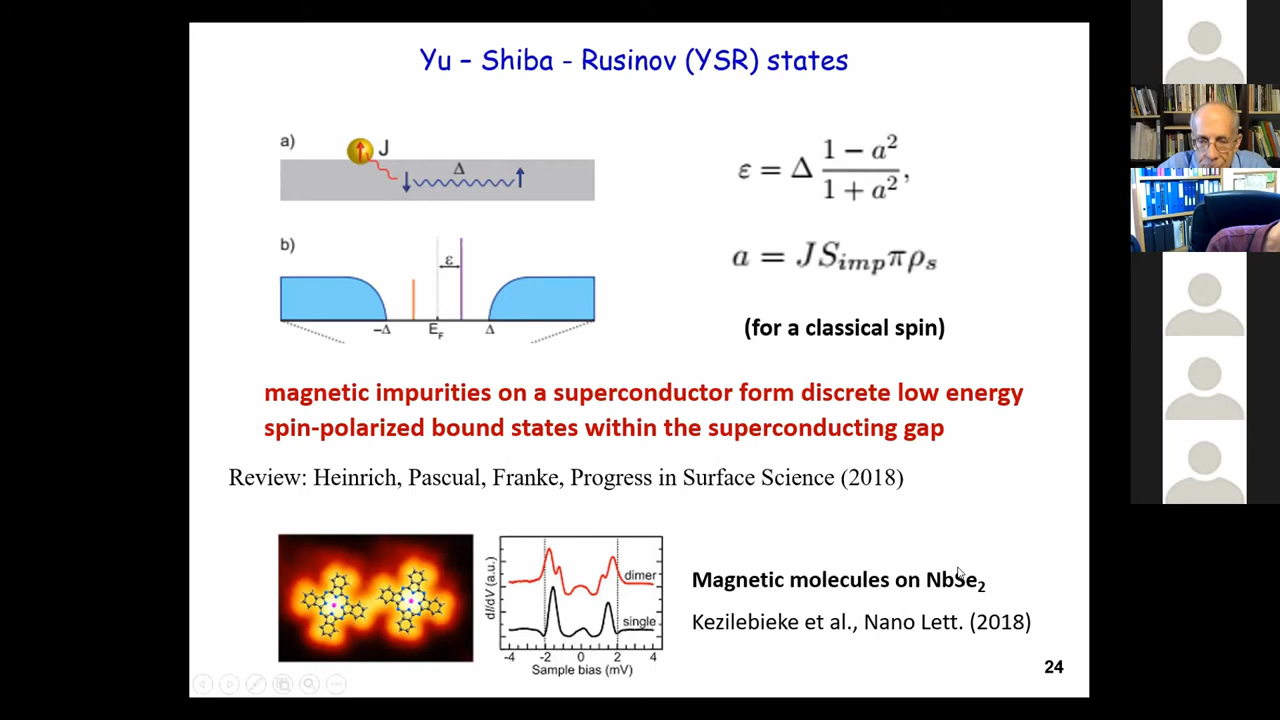 Yu – Shiba - Rusinov (YSR) states
a)
J
Δ
b)
ε
–Δ
E_F
Δ
ε = Δ (1 − a²)/(1 + a²),
a = JS_{imp}πρ_s
(for a classical spin)
magnetic impurities on a superconductor form discrete low energy
spin-polarized bound states within the superconducting gap
Review: Heinrich, Pascual, Franke, Progress in Surface Science (2018)
dI/dV (a.u.)
dimer
single
-4 -2 0 2 4
Sample bias (mV)
Magnetic molecules on NbSe₂
Kezilebieke et al., Nano Lett. (2018)
24